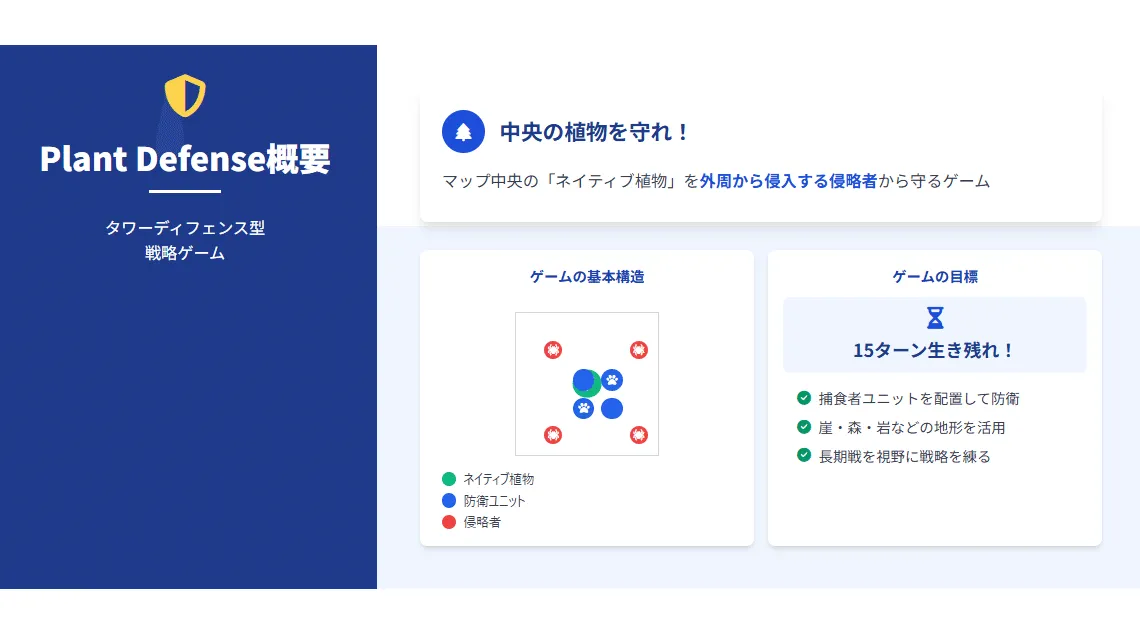 Plant Defense概要
タワーディフェンス型
戦略ゲーム
中央の植物を守れ！
マップ中央の「ネイティブ植物」を外周から侵入する侵略者から守るゲーム
ゲームの基本構造
ネイティブ植物
防衛ユニット
侵略者
ゲームの目標
15ターン生き残れ！
捕食者ユニットを配置して防衛
崖・森・岩などの地形を活用
長期戦を視野に戦略を練る